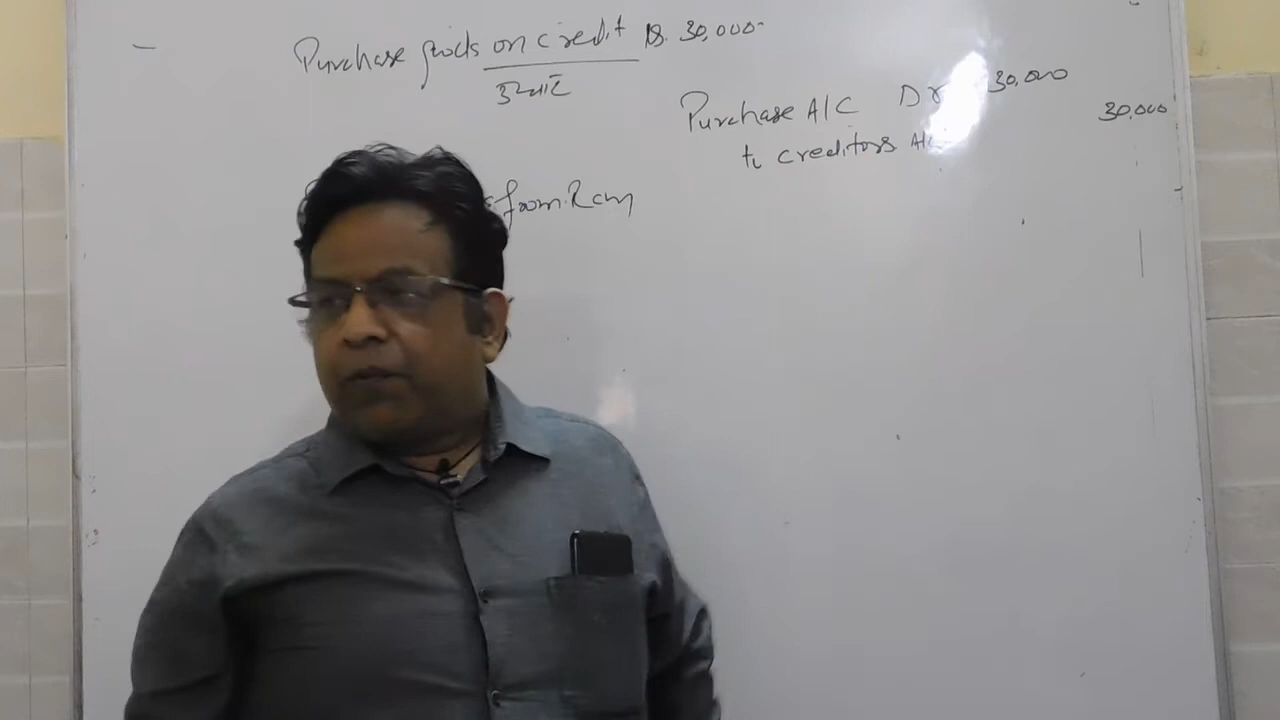 Purchase goods on credit Rs. 30,000-
उधार
Purchase A/C Dr 30,000
30,000
to creditors A/c
from Ram